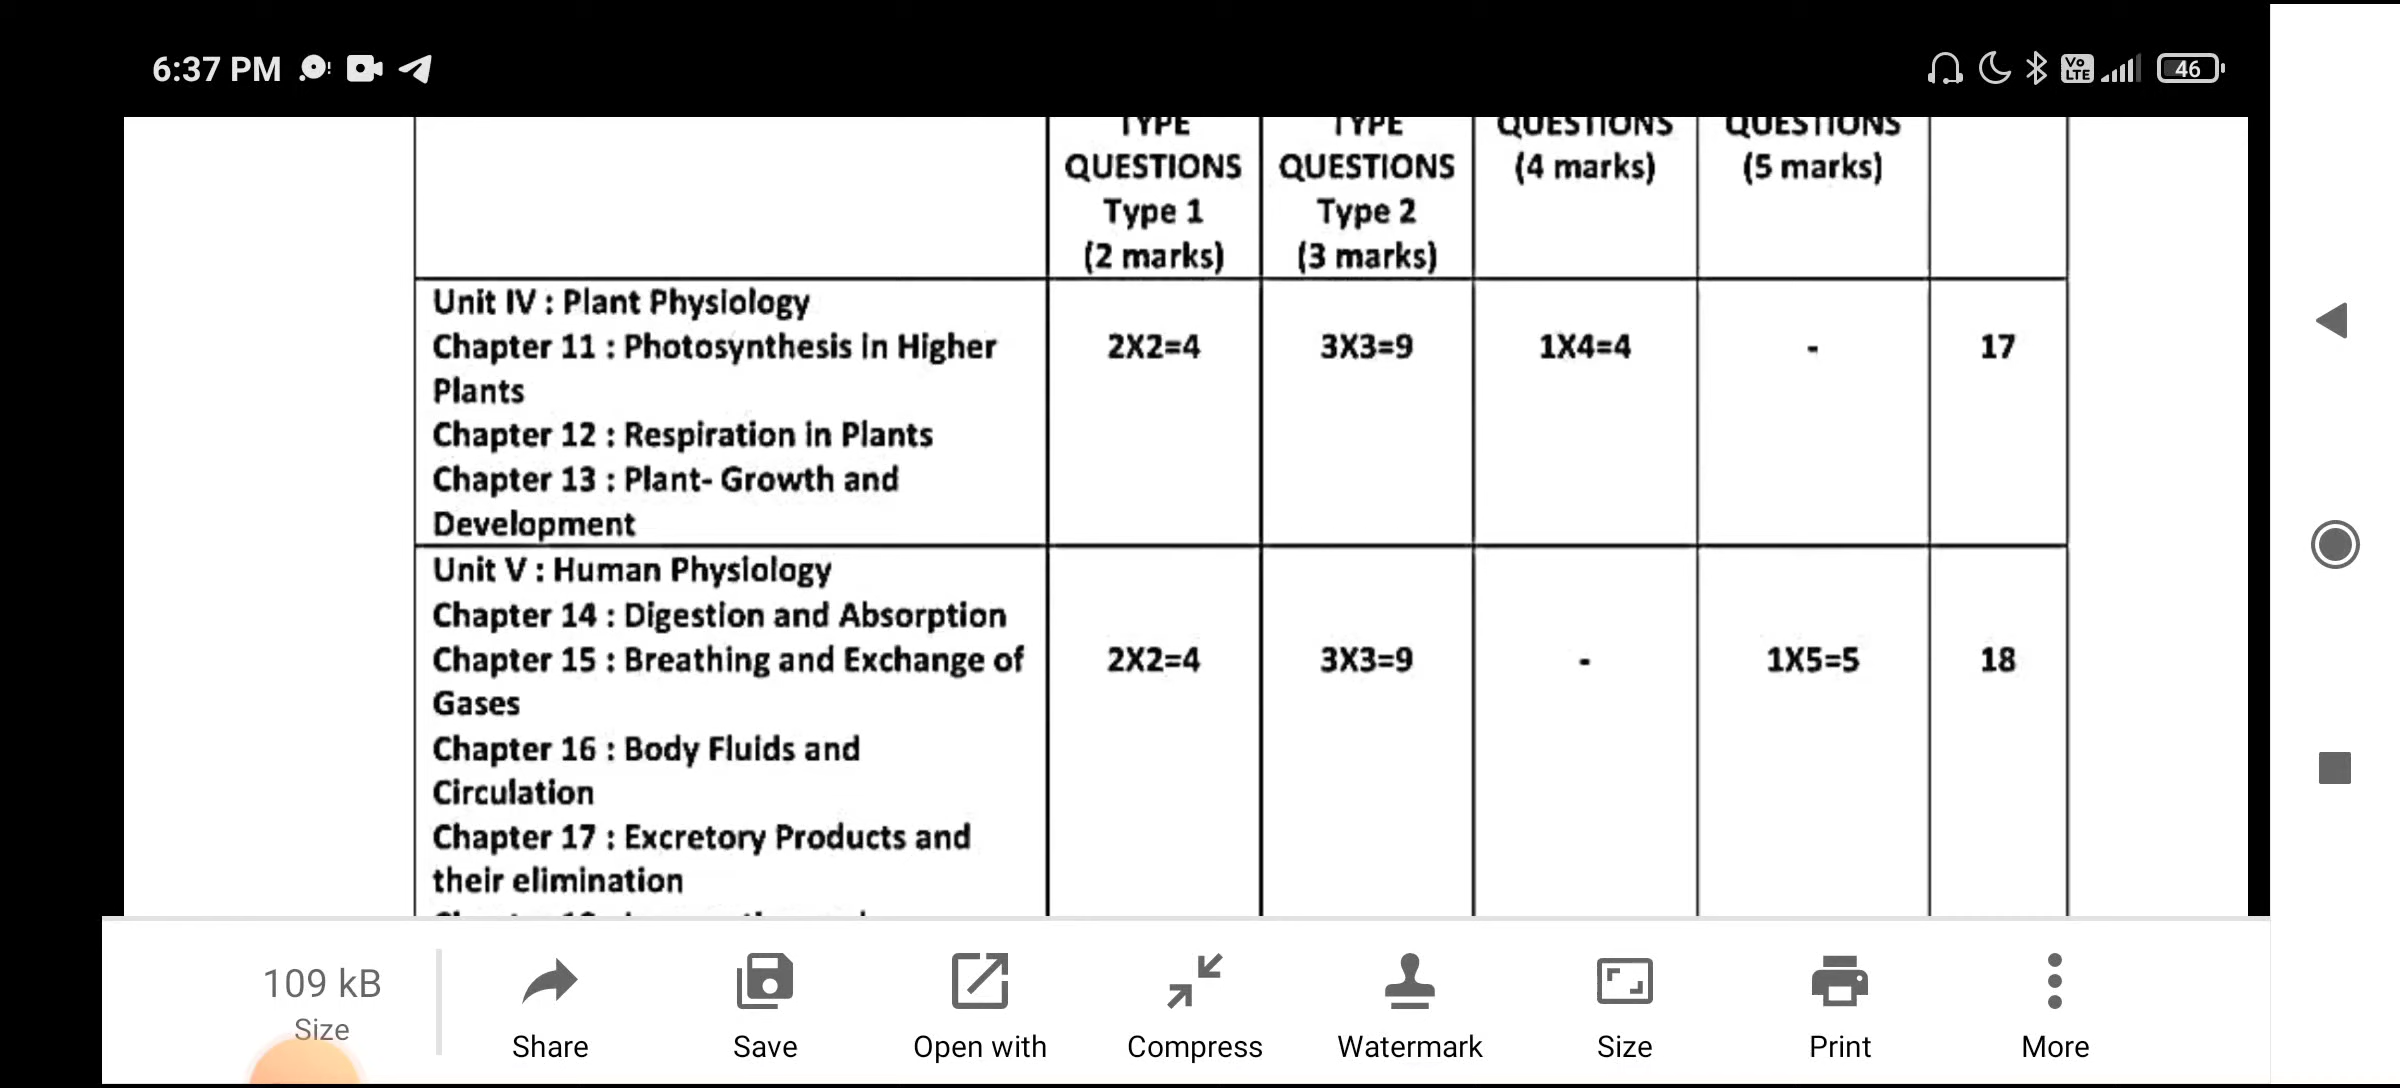 6:37 PM
Vo LTE
46
TYPE
QUESTIONS
Type 1
(2 marks)
TYPE
QUESTIONS
Type 2
(3 marks)
QUESTIONS
(4 marks)
QUESTIONS
(5 marks)
Unit IV : Plant Physiology
Chapter 11 : Photosynthesis in Higher
Plants
Chapter 12 : Respiration in Plants
Chapter 13 : Plant- Growth and
Development
2X2=4
3X3=9
1X4=4
-
17
Unit V : Human Physiology
Chapter 14 : Digestion and Absorption
Chapter 15 : Breathing and Exchange of
Gases
Chapter 16 : Body Fluids and
Circulation
Chapter 17 : Excretory Products and
their elimination
2X2=4
3X3=9
-
1X5=5
18
109 kB
Size
Share
Save
Open with
Compress
Watermark
Size
Print
More